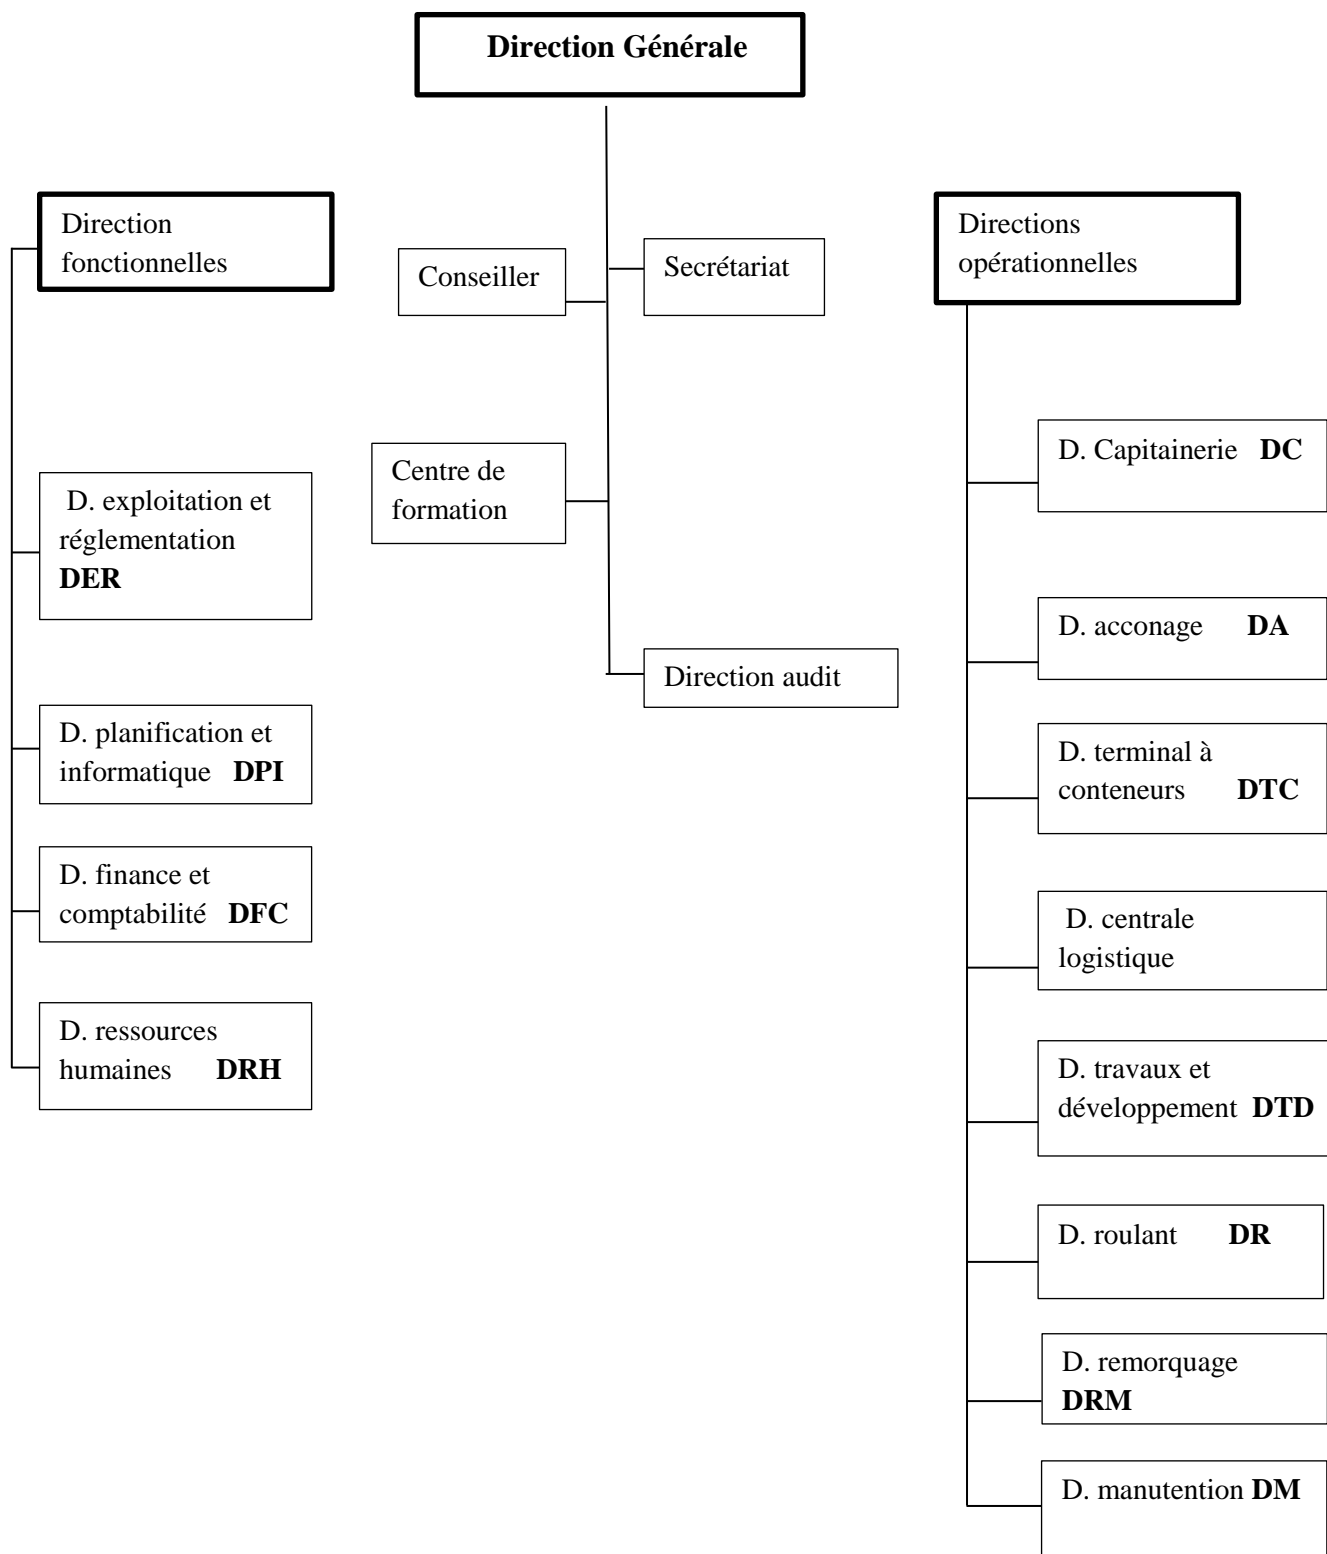 Direction Générale
Direction
fonctionnelles
Conseiller
Secrétariat
Directions
opérationnelles
Centre de
formation
Direction audit
D. exploitation et
réglementation
DER
D. planification et
informatique DPI
D. finance et
comptabilité DFC
D. ressources
humaines DRH
D. Capitainerie DC
D. acconage DA
D. terminal à
conteneurs DTC
D. centrale
logistique
D. travaux et
développement DTD
D. roulant DR
D. remorquage
DRM
D. manutention DM